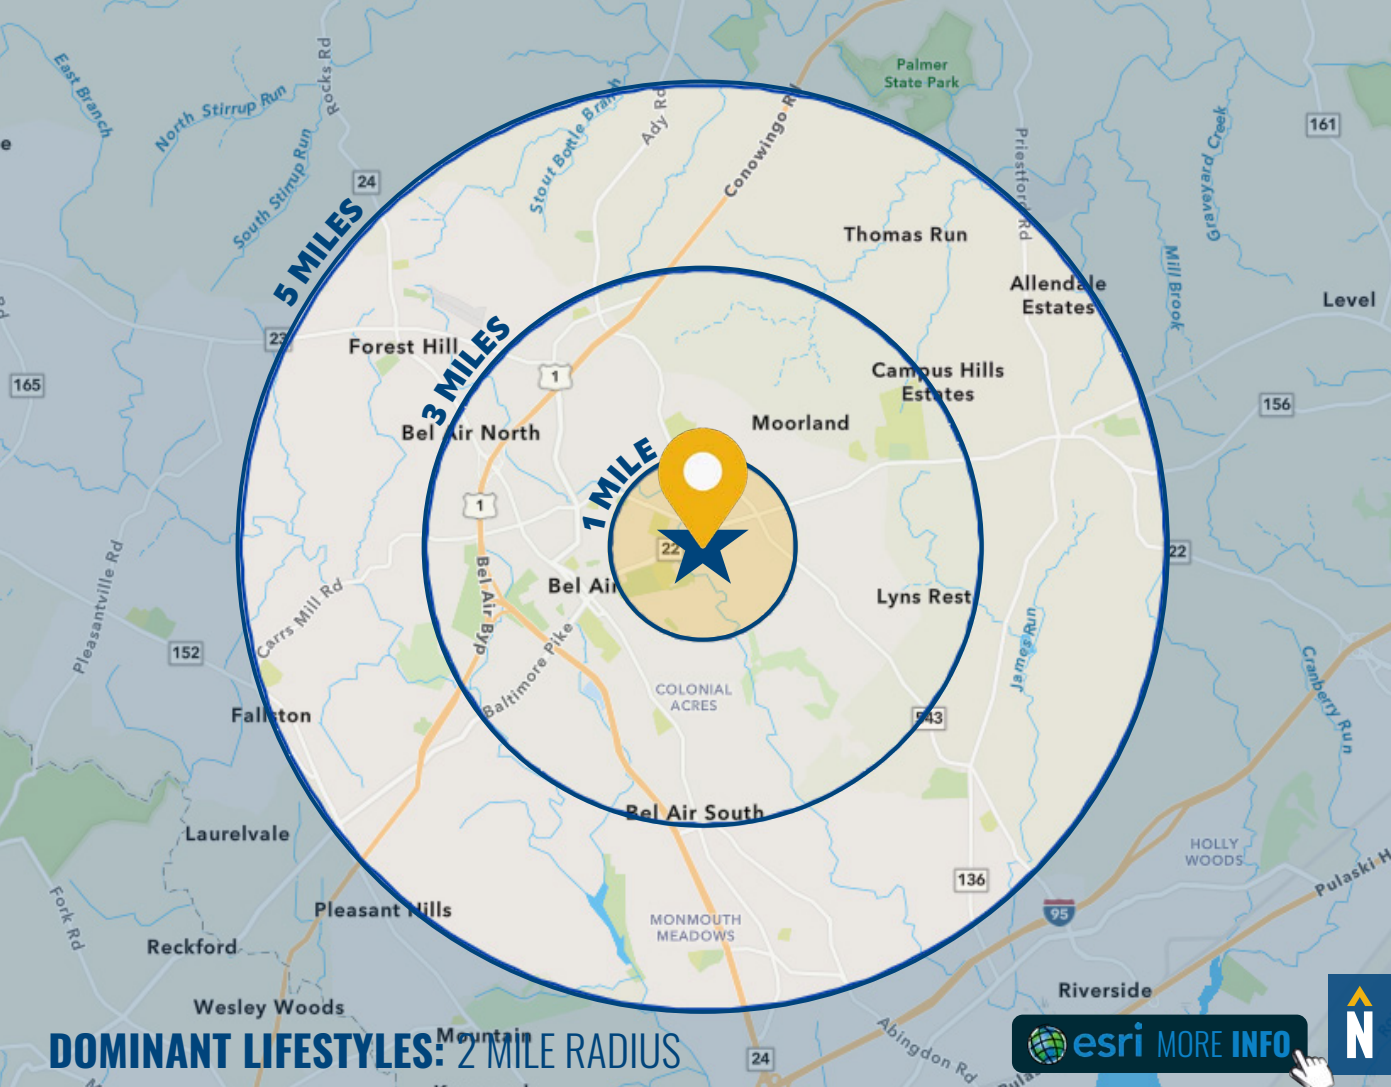 Palmer
State Park
East Branch
North Stirrup Run
South Stirrup Run
Rocks Rd
Stout Bottle Branch
Ady Rd
Conowingo Rd
Priestford Rd
Graveyard Creek
161
24
5 MILES
Thomas Run
Mill Brook
Allendale
Estates
Level
23
Forest Hill
3 MILES
1
165
Campus Hills
Estates
156
Bel Air North
Moorland
1 MILE
1
22
22
Pleasantville Rd
Carrs Mill Rd
Bel Air Byp
Bel Air
Lyns Rest
James Run
152
Baltimore Pike
COLONIAL
ACRES
Cranberry Run
Fallston
543
Bel Air South
Laurelvale
HOLLY
WOODS
Pulaski H
136
Fork Rd
Pleasant Hills
MONMOUTH
MEADOWS
95
Reckford
Riverside
Wesley Woods
Mountain
Abingdon Rd
24
DOMINANT LIFESTYLES: 2 MILE RADIUS
esri MORE INFO
N